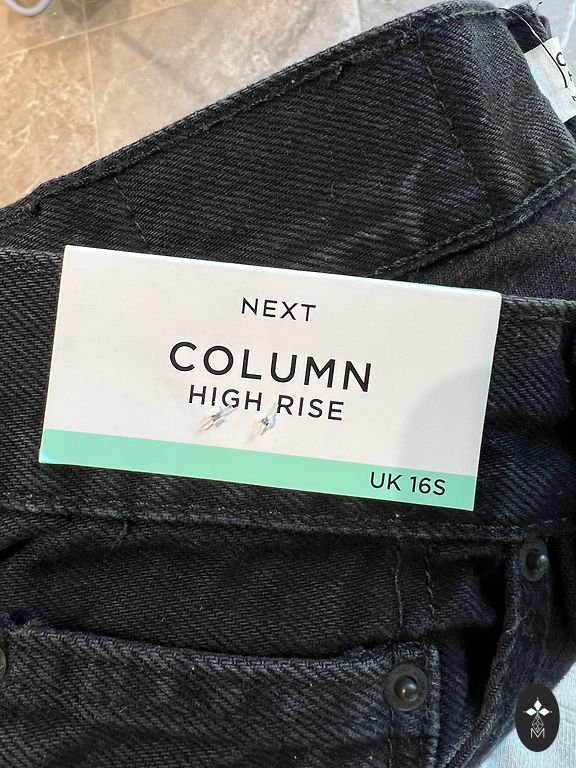 NEXT
COLUMN
HIGH RISE
UK 16S